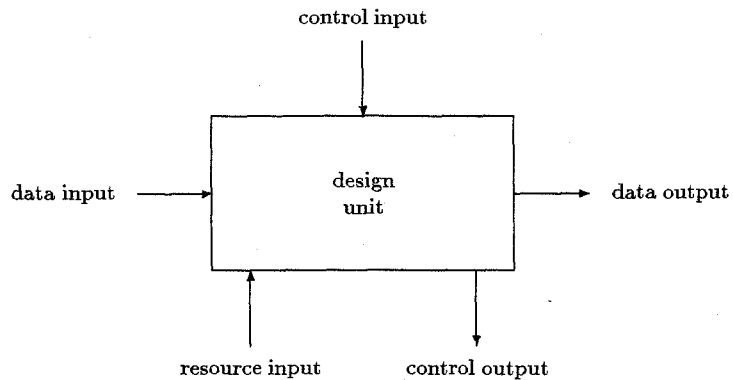 control input
data input
design
unit
data output
resource input
control output